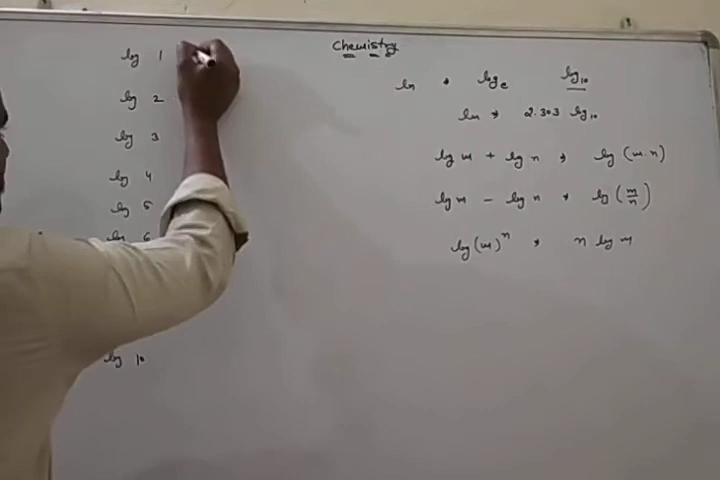 Chemistry
log 1
log 2
log 3
log 4
log 5
log 6
log 10
ln = log e log 10
ln = 2.303 log 10
log m + log n = log (m.n)
log m - log n = log (m/n)
log (m)^n = n log m